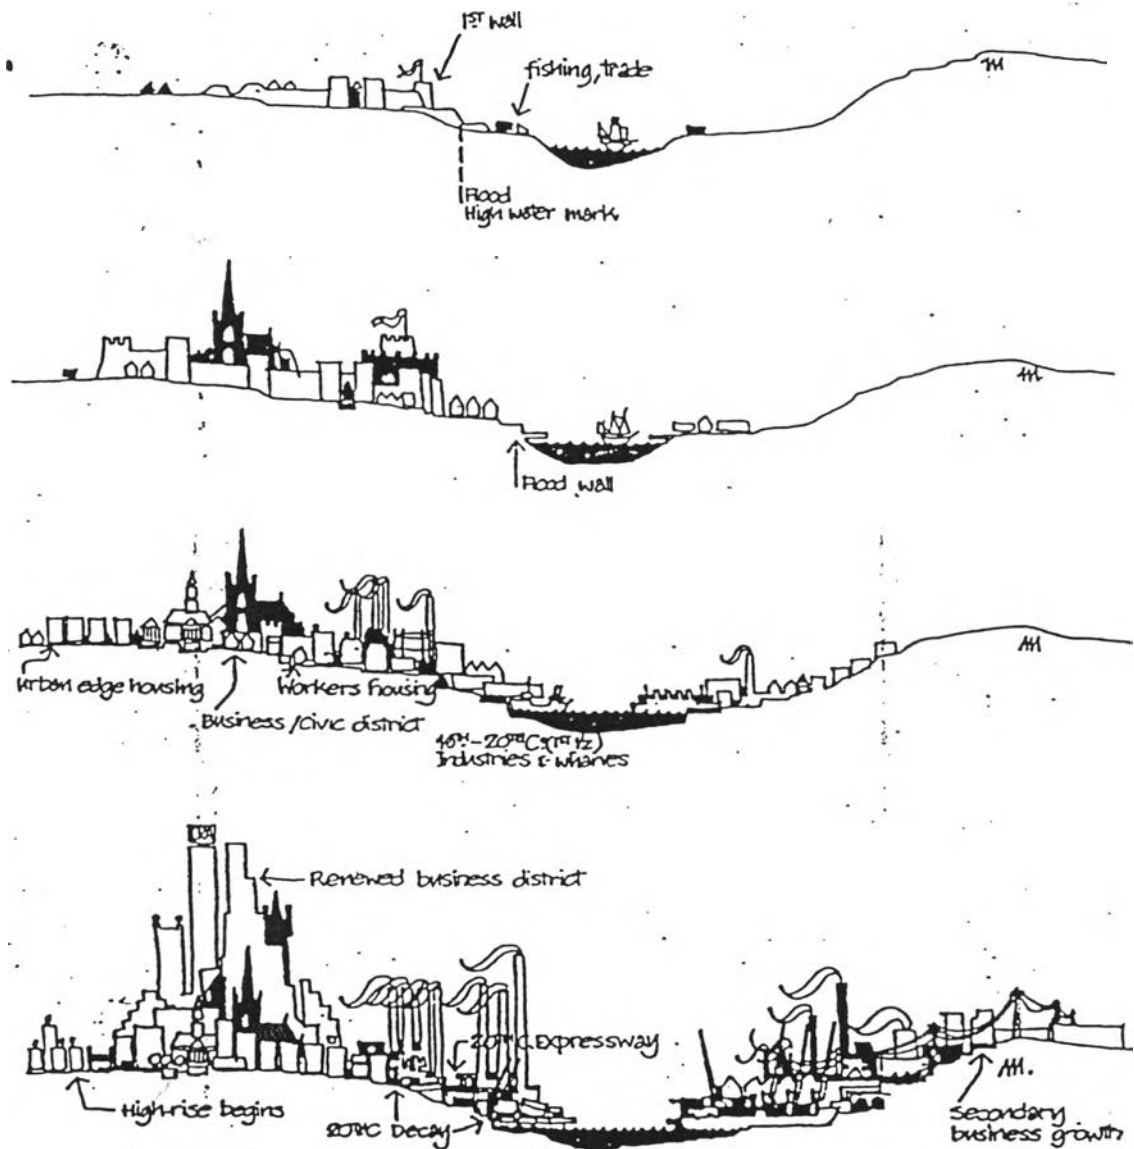 1ST Wall
fishing, trade
Flood
High water mark
Flood wall
Urban edge housing
Workers housing
Business / Civic district
Industries & wharves
Renewed business district
20TH C. Expressway
High-rise begins
20TH C Decay
Secondary
business growth